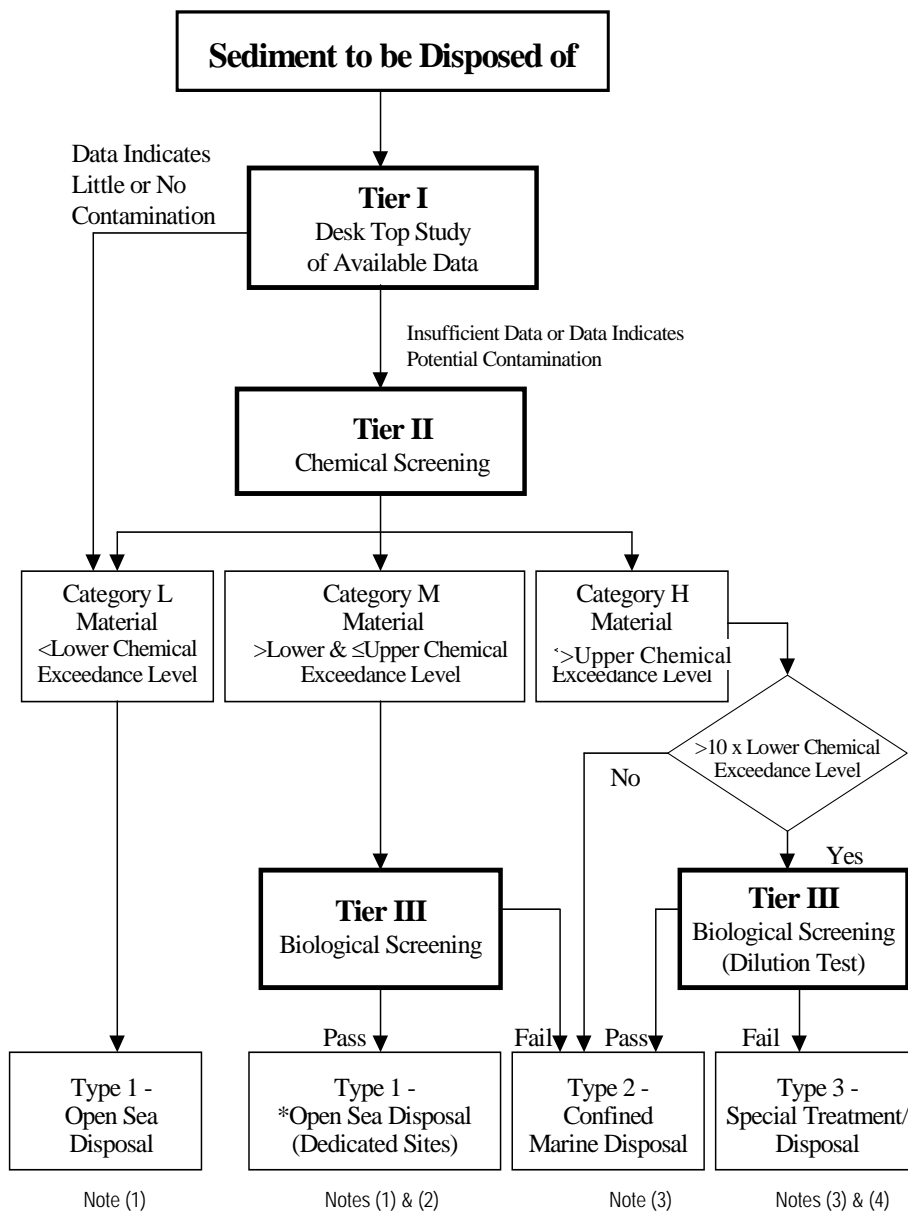 Sediment to be Disposed of
Data Indicates
Little or No
Contamination
Tier I
Desk Top Study
of Available Data
Insufficient Data or Data Indicates
Potential Contamination
Tier II
Chemical Screening
Category L
Material
<Lower Chemical
Exceedance Level
Category M
Material
>Lower & ≤Upper Chemical
Exceedance Level
Category H
Material
>Upper Chemical
Exceedance Level
>10 x Lower Chemical
Exceedance Level
No
Yes
Tier III
Biological Screening
Tier III
Biological Screening
(Dilution Test)
Pass
Fail
Pass
Fail
Type 1 -
Open Sea
Disposal
Type 1 -
*Open Sea Disposal
(Dedicated Sites)
Type 2 -
Confined
Marine Disposal
Type 3 -
Special Treatment/
Disposal
Note (1)
Notes (1) & (2)
Note (3)
Notes (3) & (4)